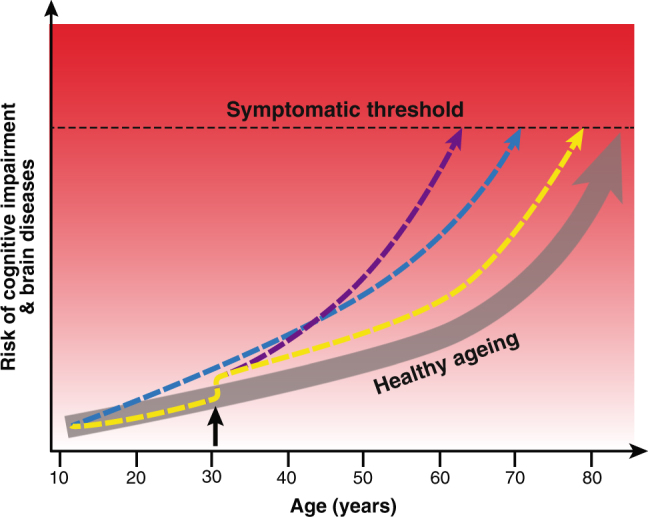 Symptomatic threshold
Risk of cognitive impairment
& brain diseases
Healthy ageing
10 20 30 40 50 60 70 80
Age (years)